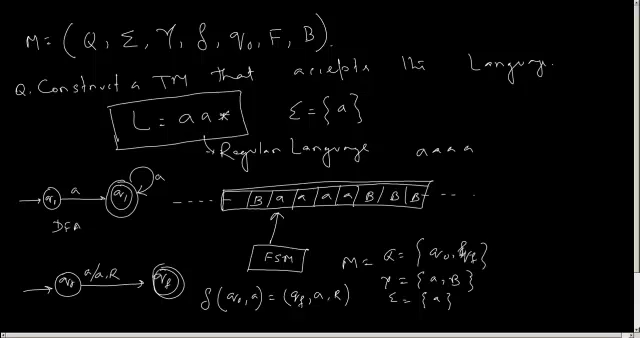 M = ( Q, Σ, γ, δ, q0, F, B ).
Q. Construct a TM that accepts the Language.
L = aa*
Σ = { a }
Regular Language aaaa
q0 a q1 a
DFA
B / a / a / a / a / B / B / B
FSM
q0 a/a, R qf
δ (q0, a) = (qf, a, R)
M = Q = { q0, qf }
γ = { a, B }
Σ = { a }